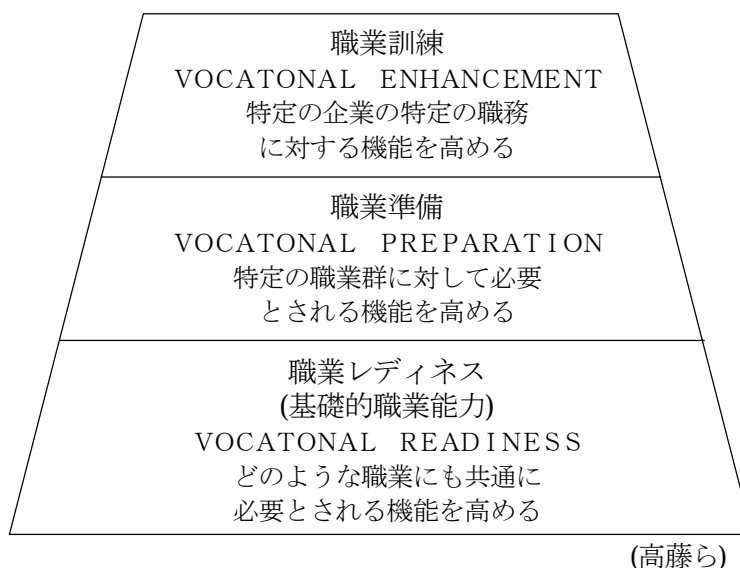 職業訓練
VOCATONAL ENHANCEMENT
特定の企業の特定の職務
に対する機能を高める
職業準備
VOCATONAL PREPARATION
特定の職業群に対して必要
とされる機能を高める
職業レディネス
(基礎的職業能力)
VOCATONAL READINESS
どのような職業にも共通に
必要とされる機能を高める
(高藤ら)